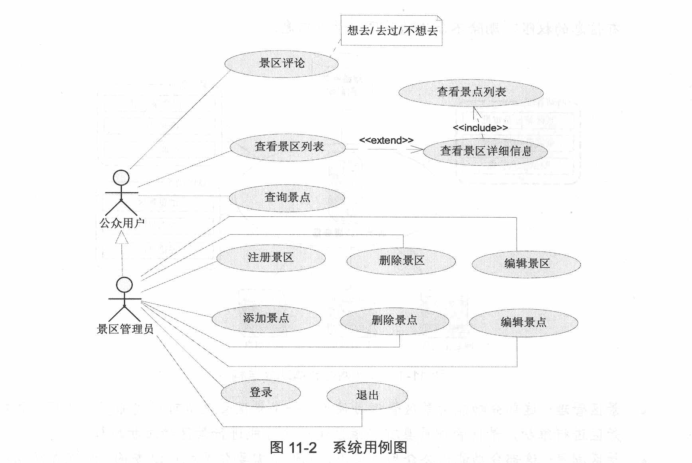 想去/去过/不想去
景区评论
查看景点列表
<<include>>
查看景区列表
<<extend>>
查看景区详细信息
查询景点
公众用户
注册景区
删除景区
编辑景区
景区管理员
添加景点
删除景点
编辑景点
登录
退出
图 11-2 系统用例图